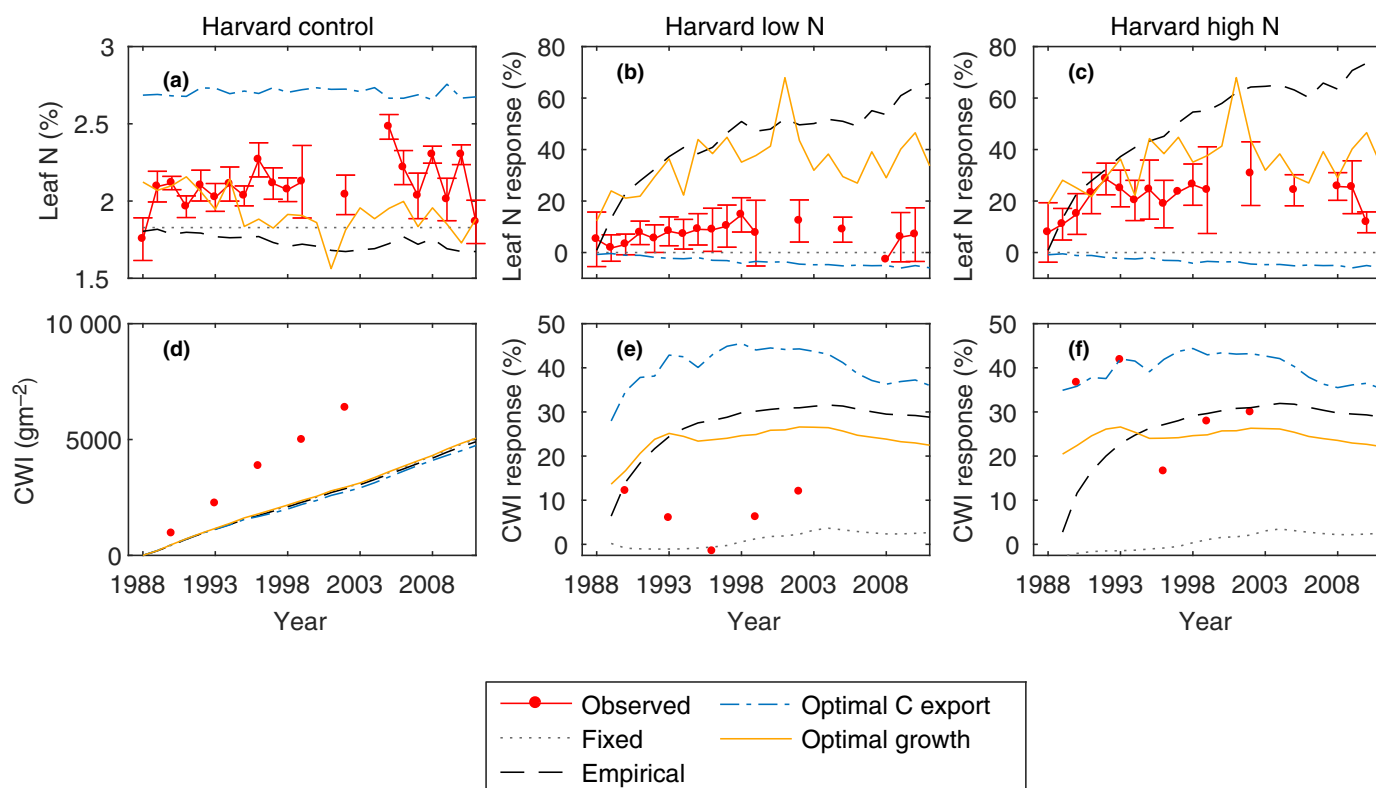 Harvard control
Harvard low N
Harvard high N
(a)
Leaf N (%)
3
2.5
2
1.5
(b)
Leaf N response (%)
80
60
40
20
0
(c)
Leaf N response (%)
80
60
40
20
0
(d)
CWI (gm−2)
10 000
5000
0
1988 1993 1998 2003 2008
Year
(e)
CWI response (%)
50
40
30
20
10
0
1988 1993 1998 2003 2008
Year
(f)
CWI response (%)
50
40
30
20
10
0
1988 1993 1998 2003 2008
Year
Observed
Fixed
Empirical
Optimal C export
Optimal growth